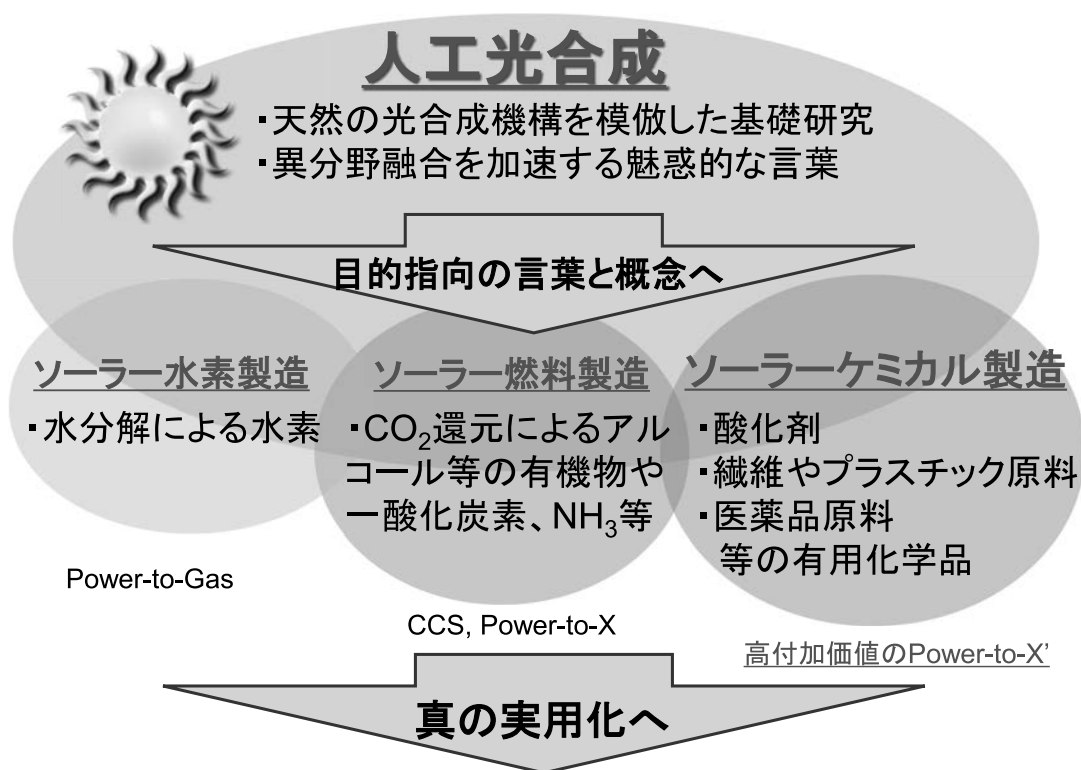 人工光合成
・天然の光合成機構を模倣した基礎研究
・異分野融合を加速する魅惑的な言葉
目的指向の言葉と概念へ
ソーラー水素製造
・水分解による水素
Power-to-Gas
ソーラー燃料製造
・CO₂還元によるアル
コール等の有機物や
一酸化炭素、NH₃等
CCS, Power-to-X
ソーラーケミカル製造
・酸化剤
・繊維やプラスチック原料
・医薬品原料
等の有用化学品
高付加価値のPower-to-X'
真の実用化へ